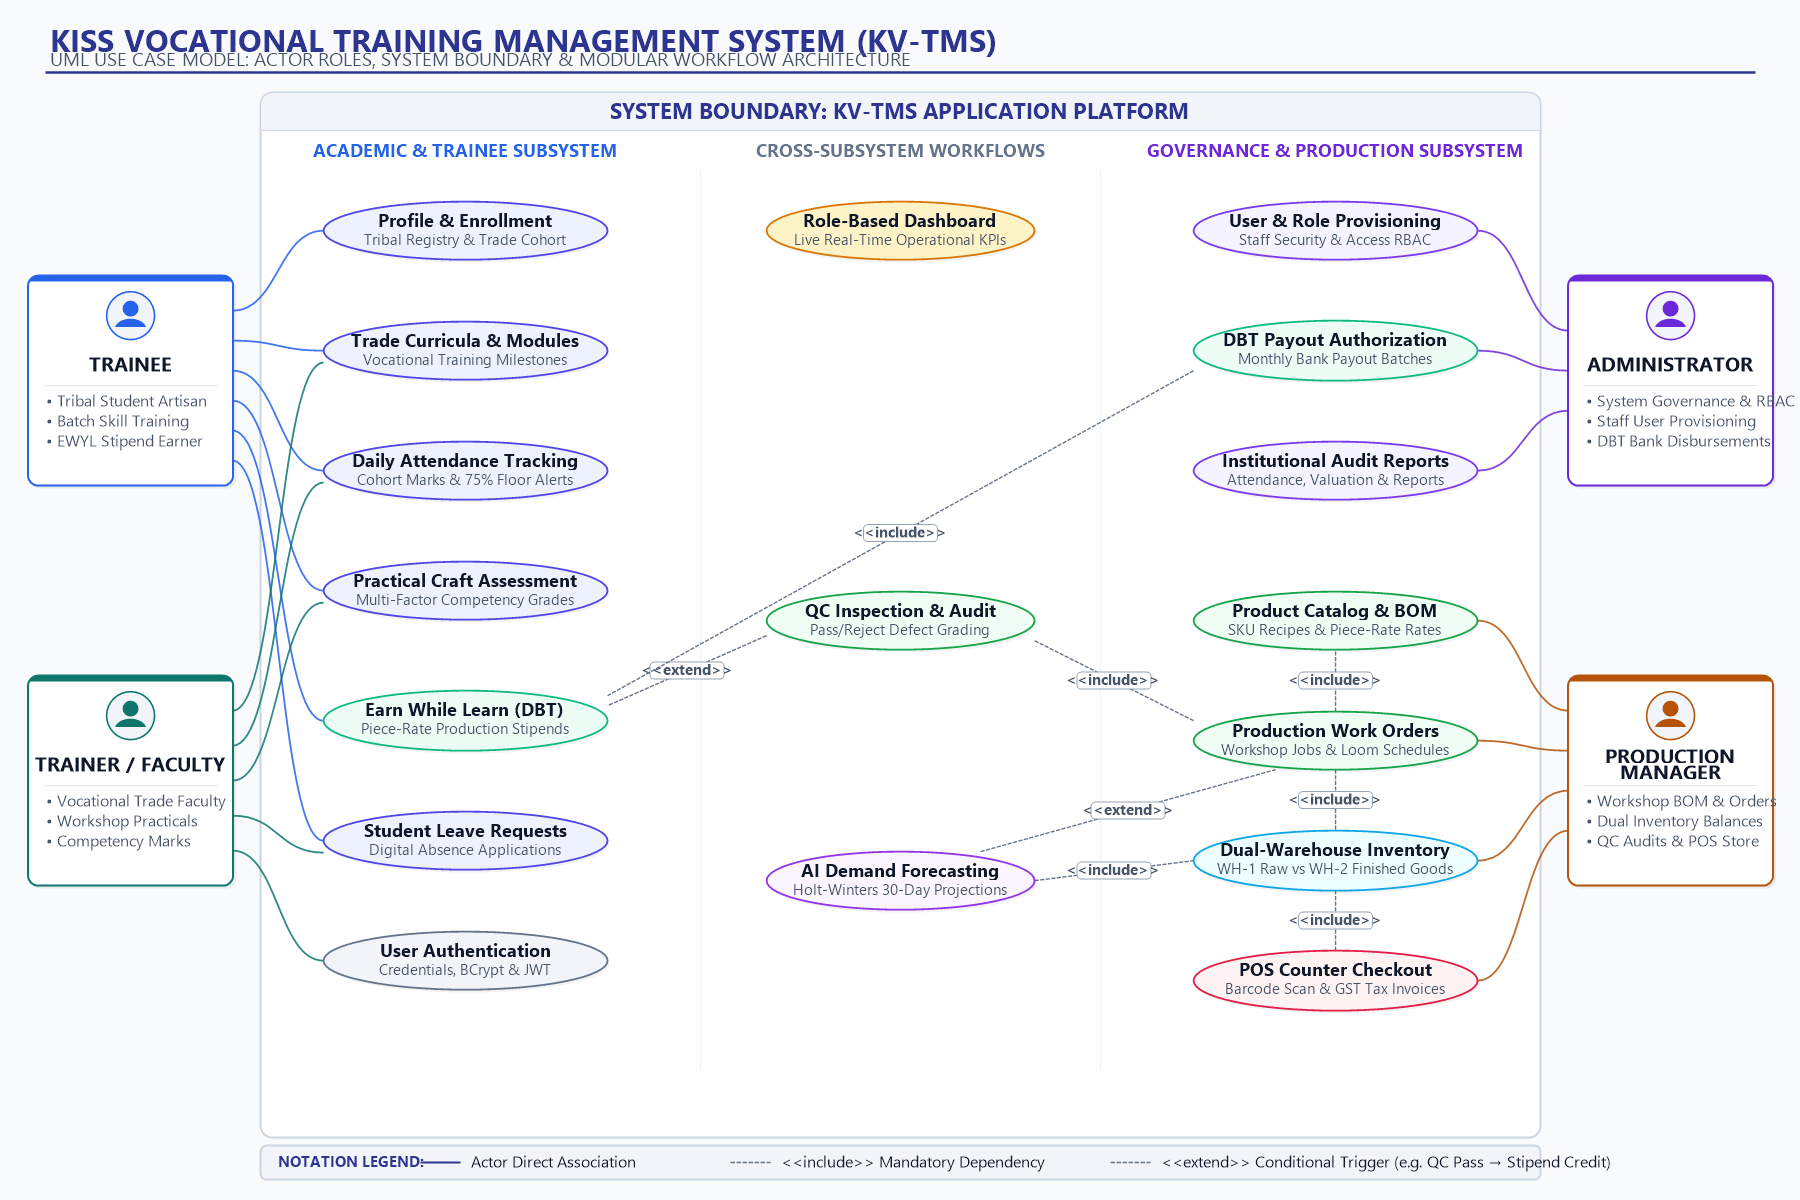 KISS VOCATIONAL TRAINING MANAGEMENT SYSTEM (KV-TMS)
UML USE CASE MODEL: ACTOR ROLES, SYSTEM BOUNDARY & MODULAR WORKFLOW ARCHITECTURE
SYSTEM BOUNDARY: KV-TMS APPLICATION PLATFORM
ACADEMIC & TRAINEE SUBSYSTEM
CROSS-SUBSYSTEM WORKFLOWS
GOVERNANCE & PRODUCTION SUBSYSTEM
TRAINEE
• Tribal Student Artisan
• Batch Skill Training
• EWYL Stipend Earner
TRAINER / FACULTY
• Vocational Trade Faculty
• Workshop Practicals
• Competency Marks
Profile & Enrollment
Tribal Registry & Trade Cohort
Trade Curricula & Modules
Vocational Training Milestones
Daily Attendance Tracking
Cohort Marks & 75% Floor Alerts
Practical Craft Assessment
Multi-Factor Competency Grades
Earn While Learn (DBT)
Piece-Rate Production Stipends
Student Leave Requests
Digital Absence Applications
User Authentication
Credentials, BCrypt & JWT
Role-Based Dashboard
Live Real-Time Operational KPIs
<<include>>
QC Inspection & Audit
Pass/Reject Defect Grading
<<extend>>
<<include>>
<<extend>>
AI Demand Forecasting
Holt-Winters 30-Day Projections
<<include>>
User & Role Provisioning
Staff Security & Access RBAC
DBT Payout Authorization
Monthly Bank Payout Batches
Institutional Audit Reports
Attendance, Valuation & Reports
Product Catalog & BOM
SKU Recipes & Piece-Rate Rates
<<include>>
Production Work Orders
Workshop Jobs & Loom Schedules
<<include>>
Dual-Warehouse Inventory
WH-1 Raw vs WH-2 Finished Goods
<<include>>
POS Counter Checkout
Barcode Scan & GST Tax Invoices
ADMINISTRATOR
• System Governance & RBAC
• Staff User Provisioning
• DBT Bank Disbursements
PRODUCTION
MANAGER
• Workshop BOM & Orders
• Dual Inventory Balances
• QC Audits & POS Store
NOTATION LEGEND:
Actor Direct Association
<<include>> Mandatory Dependency
<<extend>> Conditional Trigger (e.g. QC Pass → Stipend Credit)